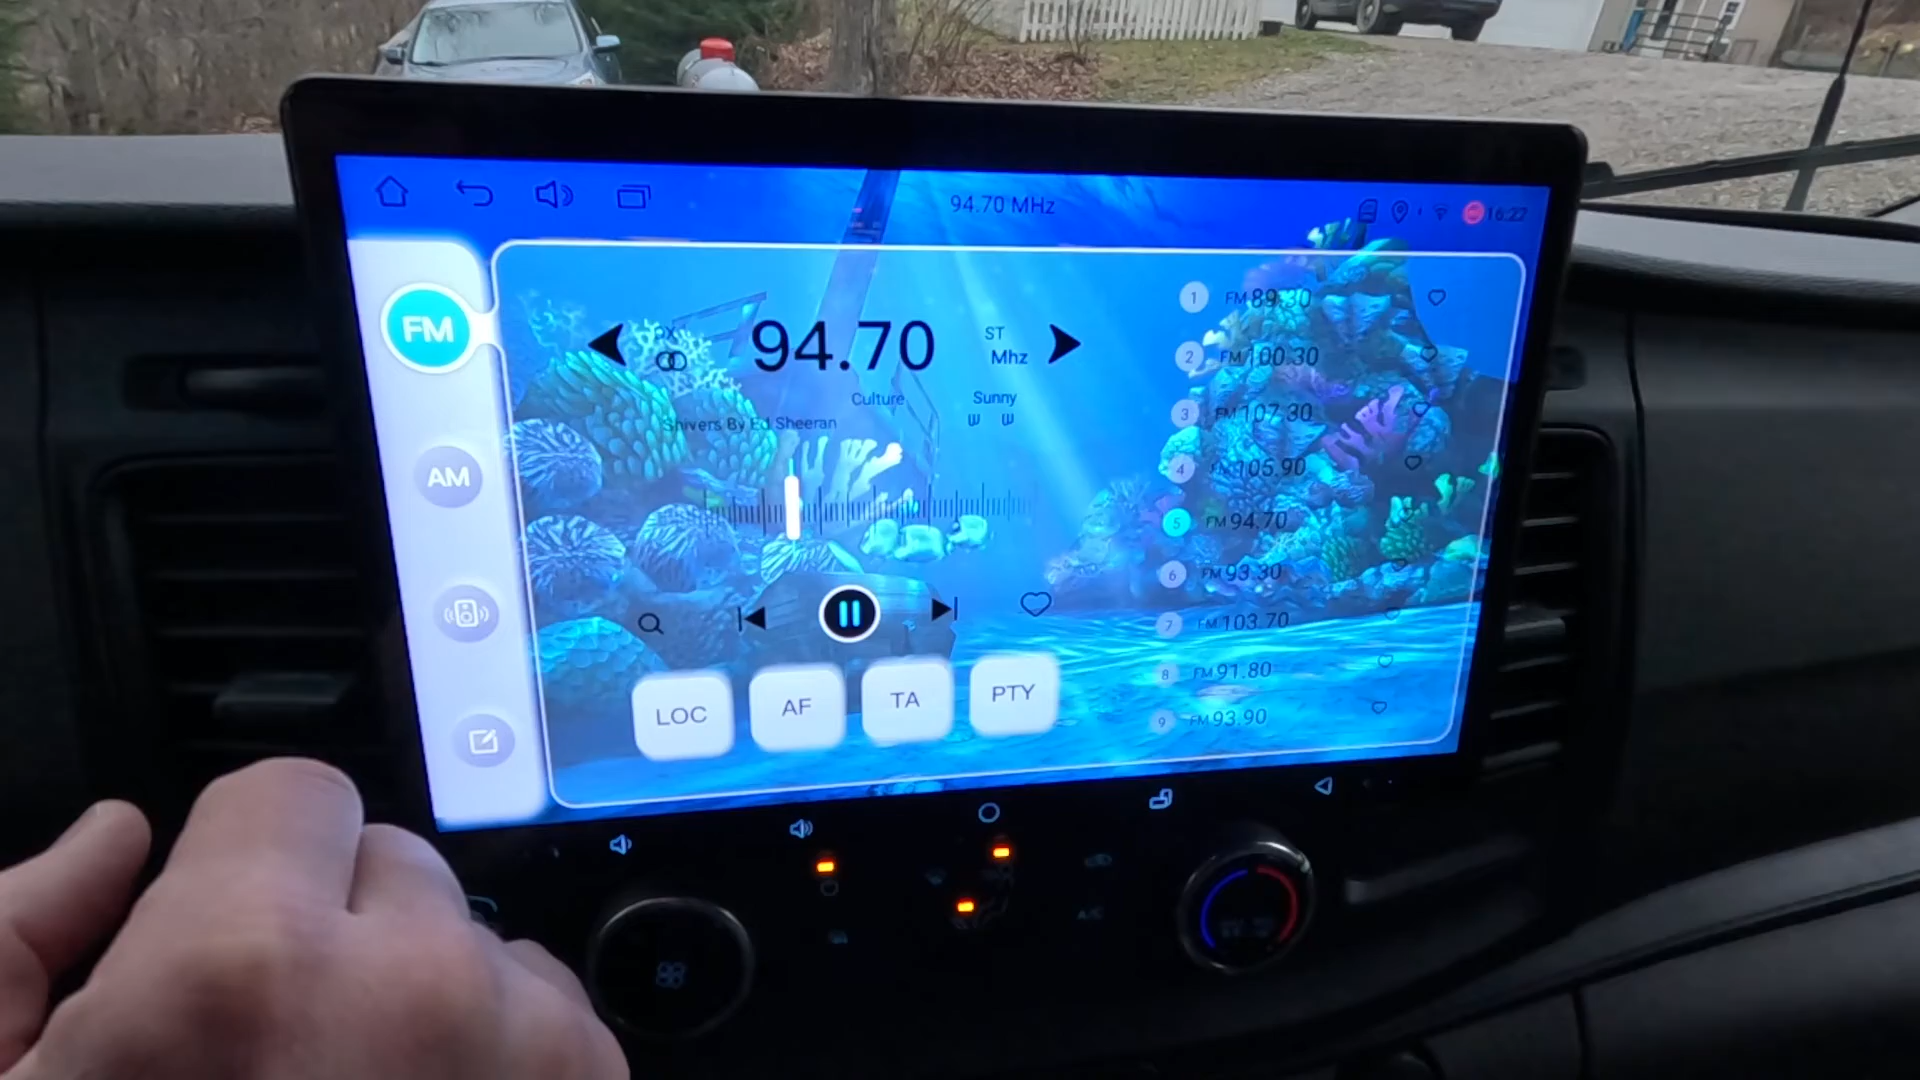 94.70 MHz
16:22
FM
AM
DX
94.70
ST
Mhz
Culture
Sunny
Shivers By Ed Sheeran
LOC
AF
TA
PTY
1 FM 89.30
2 FM 100.30
3 FM 107.30
4 FM 105.90
5 FM 94.70
6 FM 93.30
7 FM 103.70
8 FM 91.80
9 FM 93.90
A/C